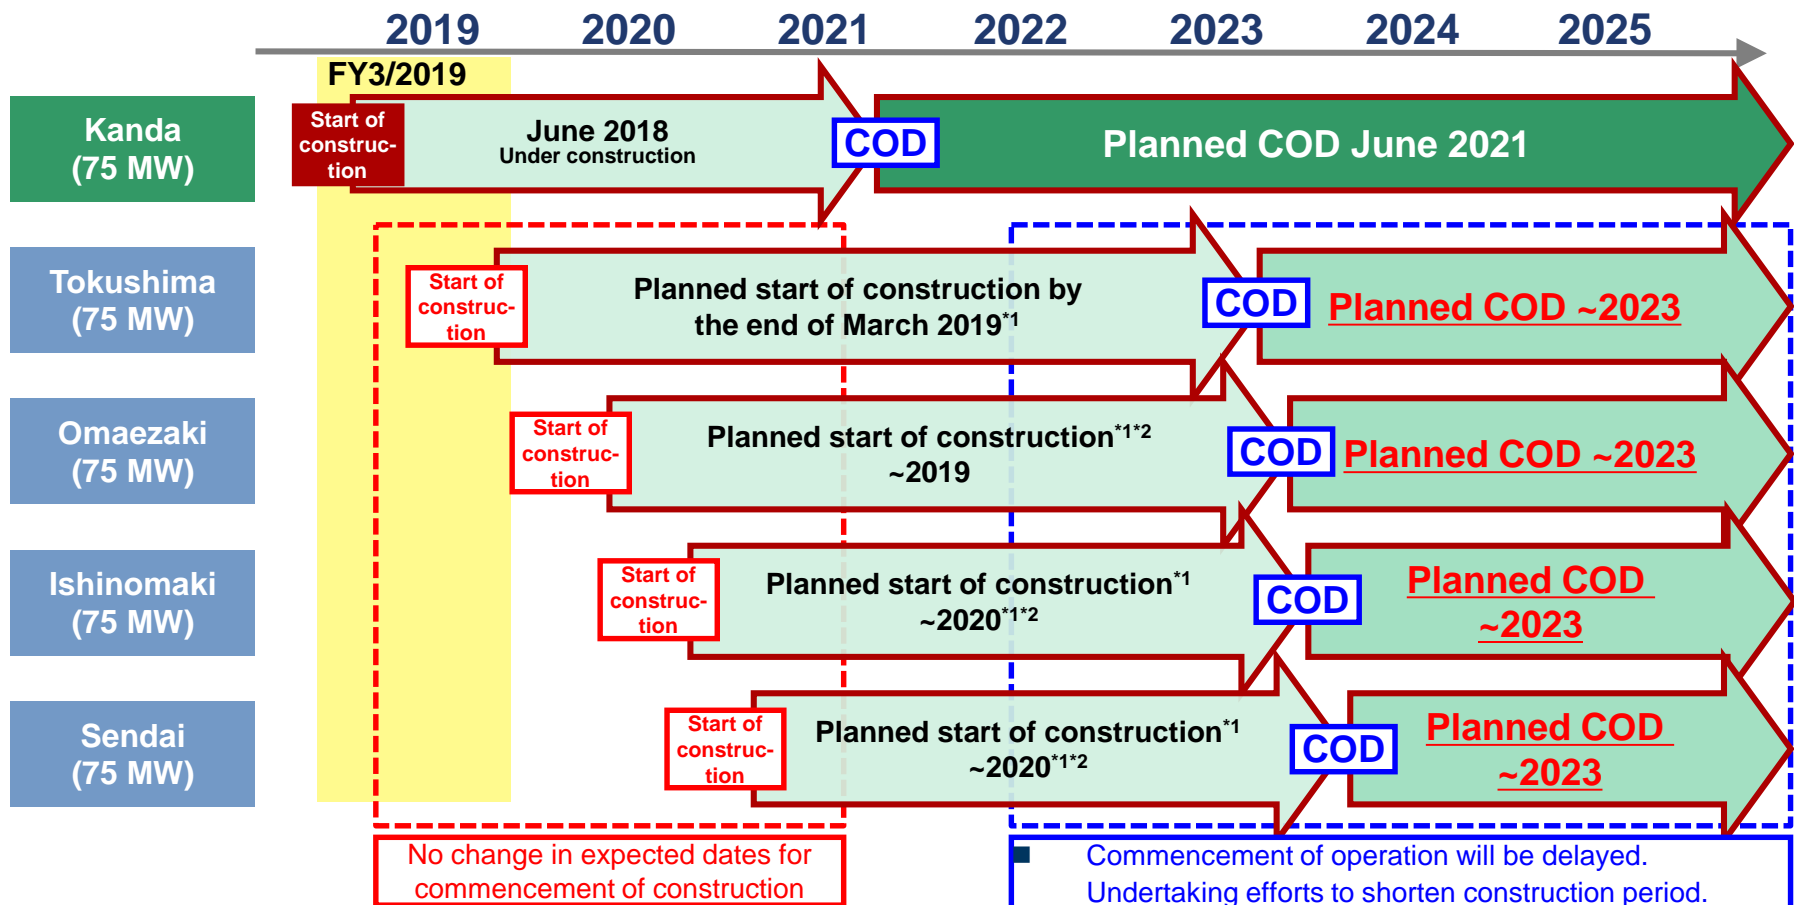 2019 2020 2021 2022 2023 2024 2025
FY3/2019
Kanda
(75 MW)
Start of
construc-
tion
June 2018
Under construction
COD
Planned COD June 2021
Tokushima
(75 MW)
Start of
construc-
tion
Planned start of construction by
the end of March 2019*1
COD
Planned COD ~2023
Omaezaki
(75 MW)
Start of
construc-
tion
Planned start of construction*1*2
~2019
COD
Planned COD ~2023
Ishinomaki
(75 MW)
Start of
construc-
tion
Planned start of construction*1
~2020*1*2
COD
Planned COD
~2023
Sendai
(75 MW)
Start of
construc-
tion
Planned start of construction*1
~2020*1*2
COD
Planned COD
~2023
No change in expected dates for
commencement of construction
Commencement of operation will be delayed.
Undertaking efforts to shorten construction period.